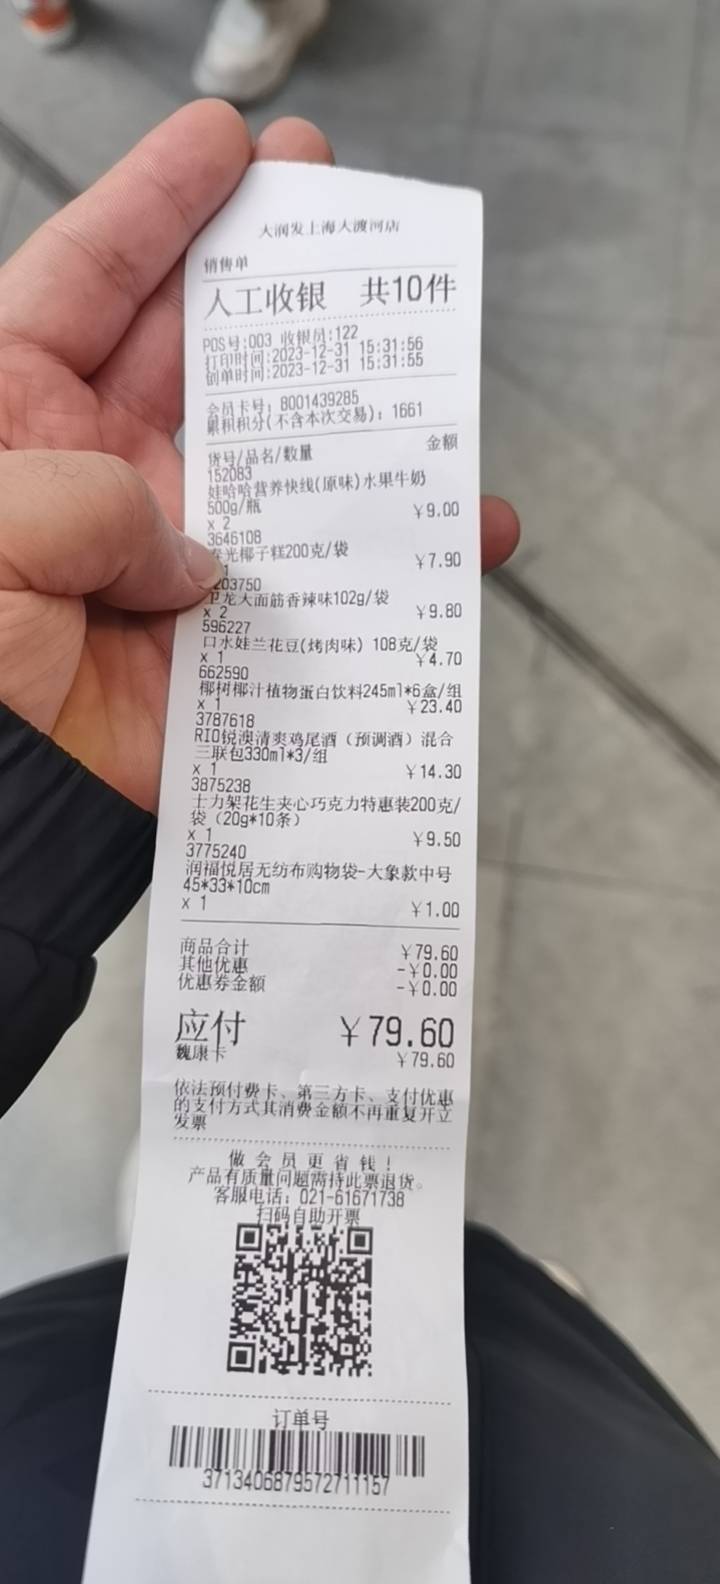 大润发上海大渡河店
销售单
人工收银 共10件
POS号:003 收银员:122
打印时间:2023-12-31 15:31:56
创单时间:2023-12-31 15:31:55
会员卡号: 8001439285
累积积分(不含本次交易): 1661
货号/品名/数量 金额
152083
娃哈哈营养快线(原味)水果牛奶
500g/瓶
x 2 ￥9.00
3646108
春光椰子糕200克/袋
1 ￥7.90
203750
卫龙大面筋香辣味102g/袋
x 2 ￥9.80
596227
口水娃兰花豆(烤肉味) 108克/袋
x 1 ￥4.70
662590
椰树椰汁植物蛋白饮料245ml*6盒/组
x 1 ￥23.40
3787618
RIO锐澳清爽鸡尾酒（预调酒）混合
三联包330ml*3/组
x 1 ￥14.30
3875238
士力架花生夹心巧克力特惠装200克/
袋（20g*10条）
x 1 ￥9.50
3775240
润福悦居无纺布购物袋-大象款中号
45*33*10cm
x 1 ￥1.00
商品合计 ￥79.60
其他优惠 -￥0.00
优惠券金额 -￥0.00
应付 ￥79.60
魏康卡 ￥79.60
依法预付费卡、第三方卡、支付优惠
的支付方式其消费金额不再重复开立
发票
做 会 员 更 省 钱 !
产品有质量问题需持此票退货。
客服电话: 021-61671738
扫码自助开票
订单号
3713406879572711157